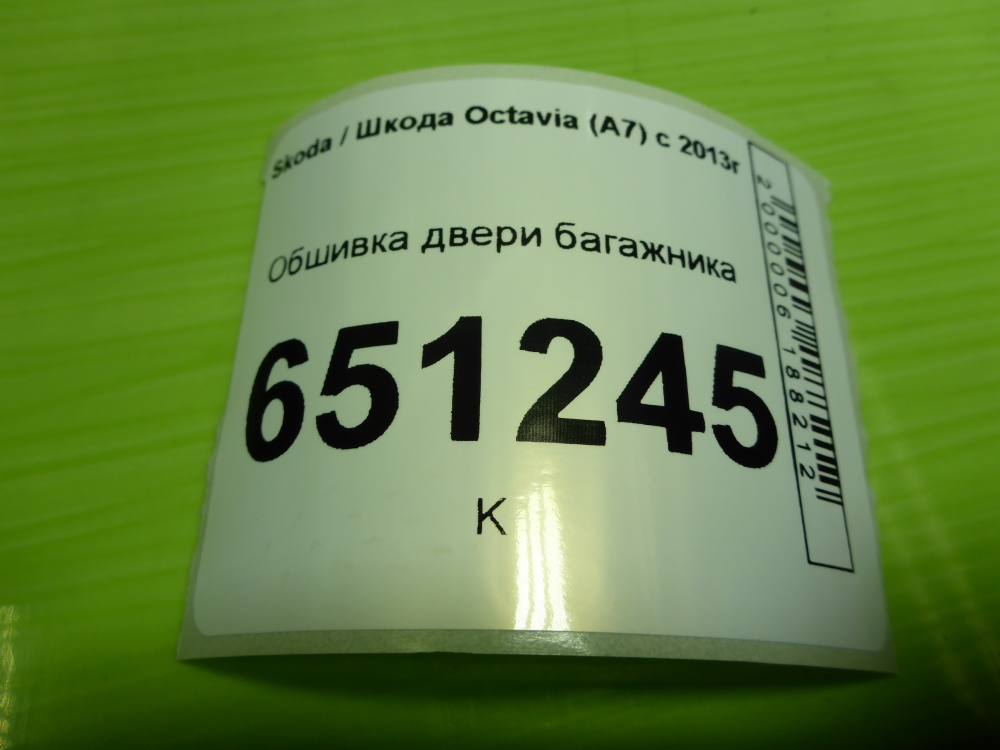 Skoda / Шкода Octavia (A7) с 2013г
Обшивка двери багажника
651245
К
2000006188212